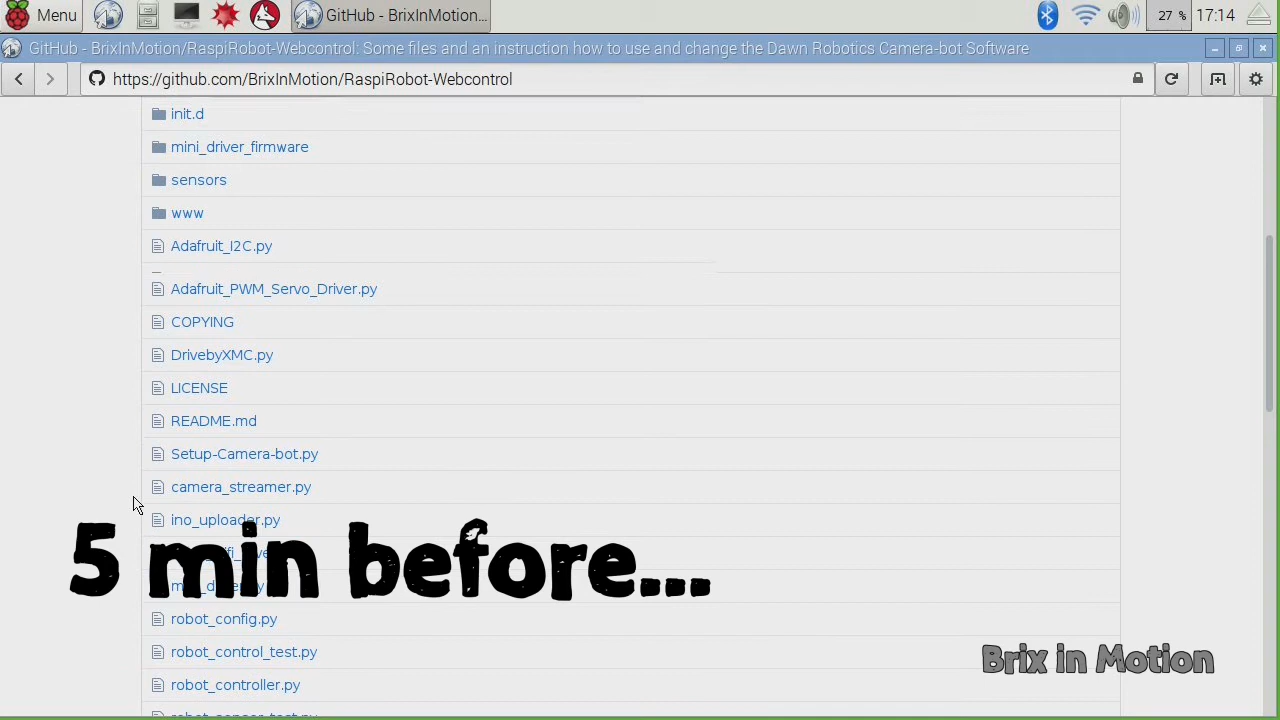 Menu
GitHub - BrixInMotion...
27 %
17:14
GitHub - BrixInMotion/RaspiRobot-Webcontrol: Some files and an instruction how to use and change the Dawn Robotics Camera-bot Software
https://github.com/BrixInMotion/RaspiRobot-Webcontrol
init.d
mini_driver_firmware
sensors
www
Adafruit_I2C.py
Adafruit_PWM_Servo_Driver.py
COPYING
DrivebyXMC.py
LICENSE
README.md
Setup-Camera-bot.py
camera_streamer.py
ino_uploader.py
5 min before...
robot_config.py
robot_control_test.py
Brix in Motion
robot_controller.py